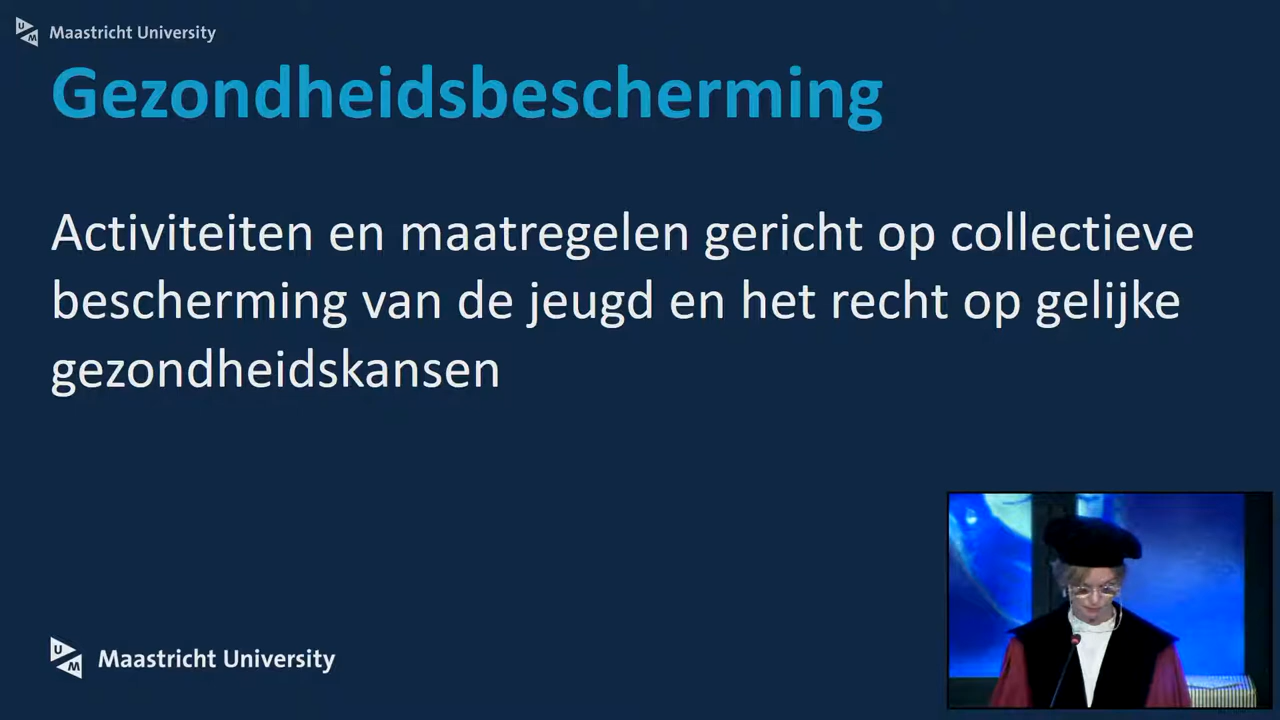 Maastricht University
Gezondheidsbescherming
Activiteiten en maatregelen gericht op collectieve
bescherming van de jeugd en het recht op gelijke
gezondheidskansen
Maastricht University